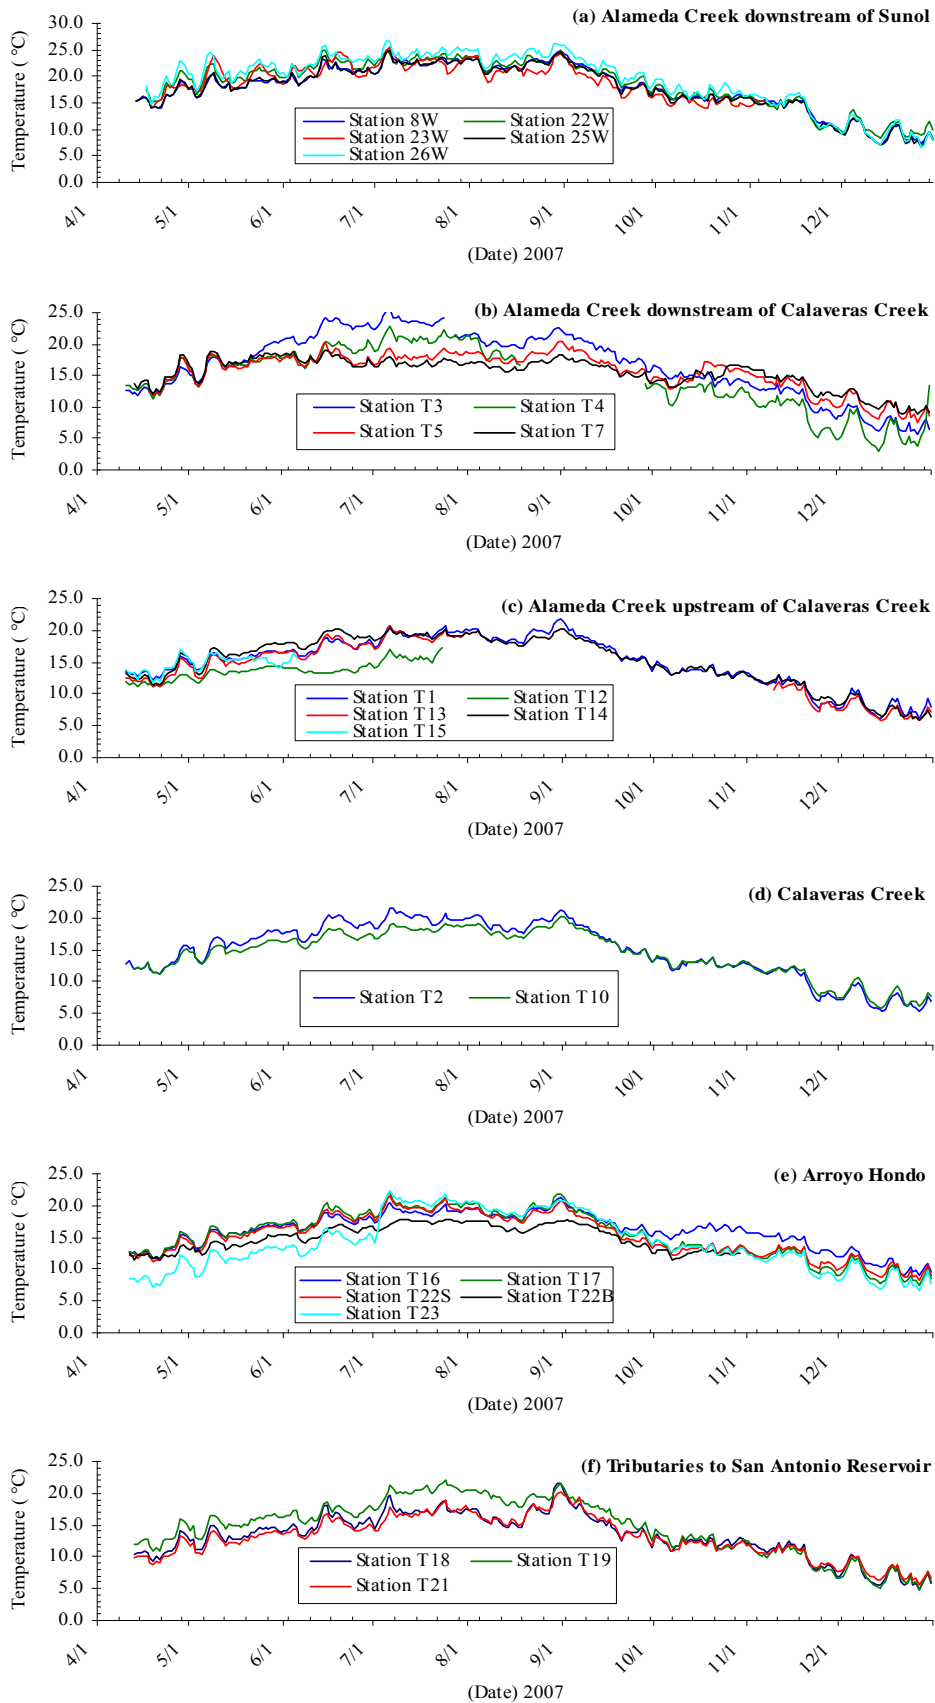 (a) Alameda Creek downstream of Sunol
Temperature ( °C)
30.0
25.0
20.0
15.0
10.0
5.0
0.0
Station 8W
Station 22W
Station 23W
Station 25W
Station 26W
4/1
5/1
6/1
7/1
8/1
9/1
10/1
11/1
12/1
(Date) 2007
(b) Alameda Creek downstream of Calaveras Creek
Temperature ( °C)
25.0
20.0
15.0
10.0
5.0
0.0
Station T3
Station T4
Station T5
Station T7
4/1
5/1
6/1
7/1
8/1
9/1
10/1
11/1
12/1
(Date) 2007
(c) Alameda Creek upstream of Calaveras Creek
Temperature ( °C)
25.0
20.0
15.0
10.0
5.0
0.0
Station T1
Station T12
Station T13
Station T14
Station T15
4/1
5/1
6/1
7/1
8/1
9/1
10/1
11/1
12/1
(Date) 2007
(d) Calaveras Creek
Temperature ( °C)
25.0
20.0
15.0
10.0
5.0
0.0
Station T2
Station T10
4/1
5/1
6/1
7/1
8/1
9/1
10/1
11/1
12/1
(Date) 2007
(e) Arroyo Hondo
Temperature ( °C)
25.0
20.0
15.0
10.0
5.0
0.0
Station T16
Station T17
Station T22S
Station T22B
Station T23
4/1
5/1
6/1
7/1
8/1
9/1
10/1
11/1
12/1
(Date) 2007
(f) Tributaries to San Antonio Reservoir
Temperature ( °C)
25.0
20.0
15.0
10.0
5.0
0.0
Station T18
Station T19
Station T21
4/1
5/1
6/1
7/1
8/1
9/1
10/1
11/1
12/1
(Date) 2007